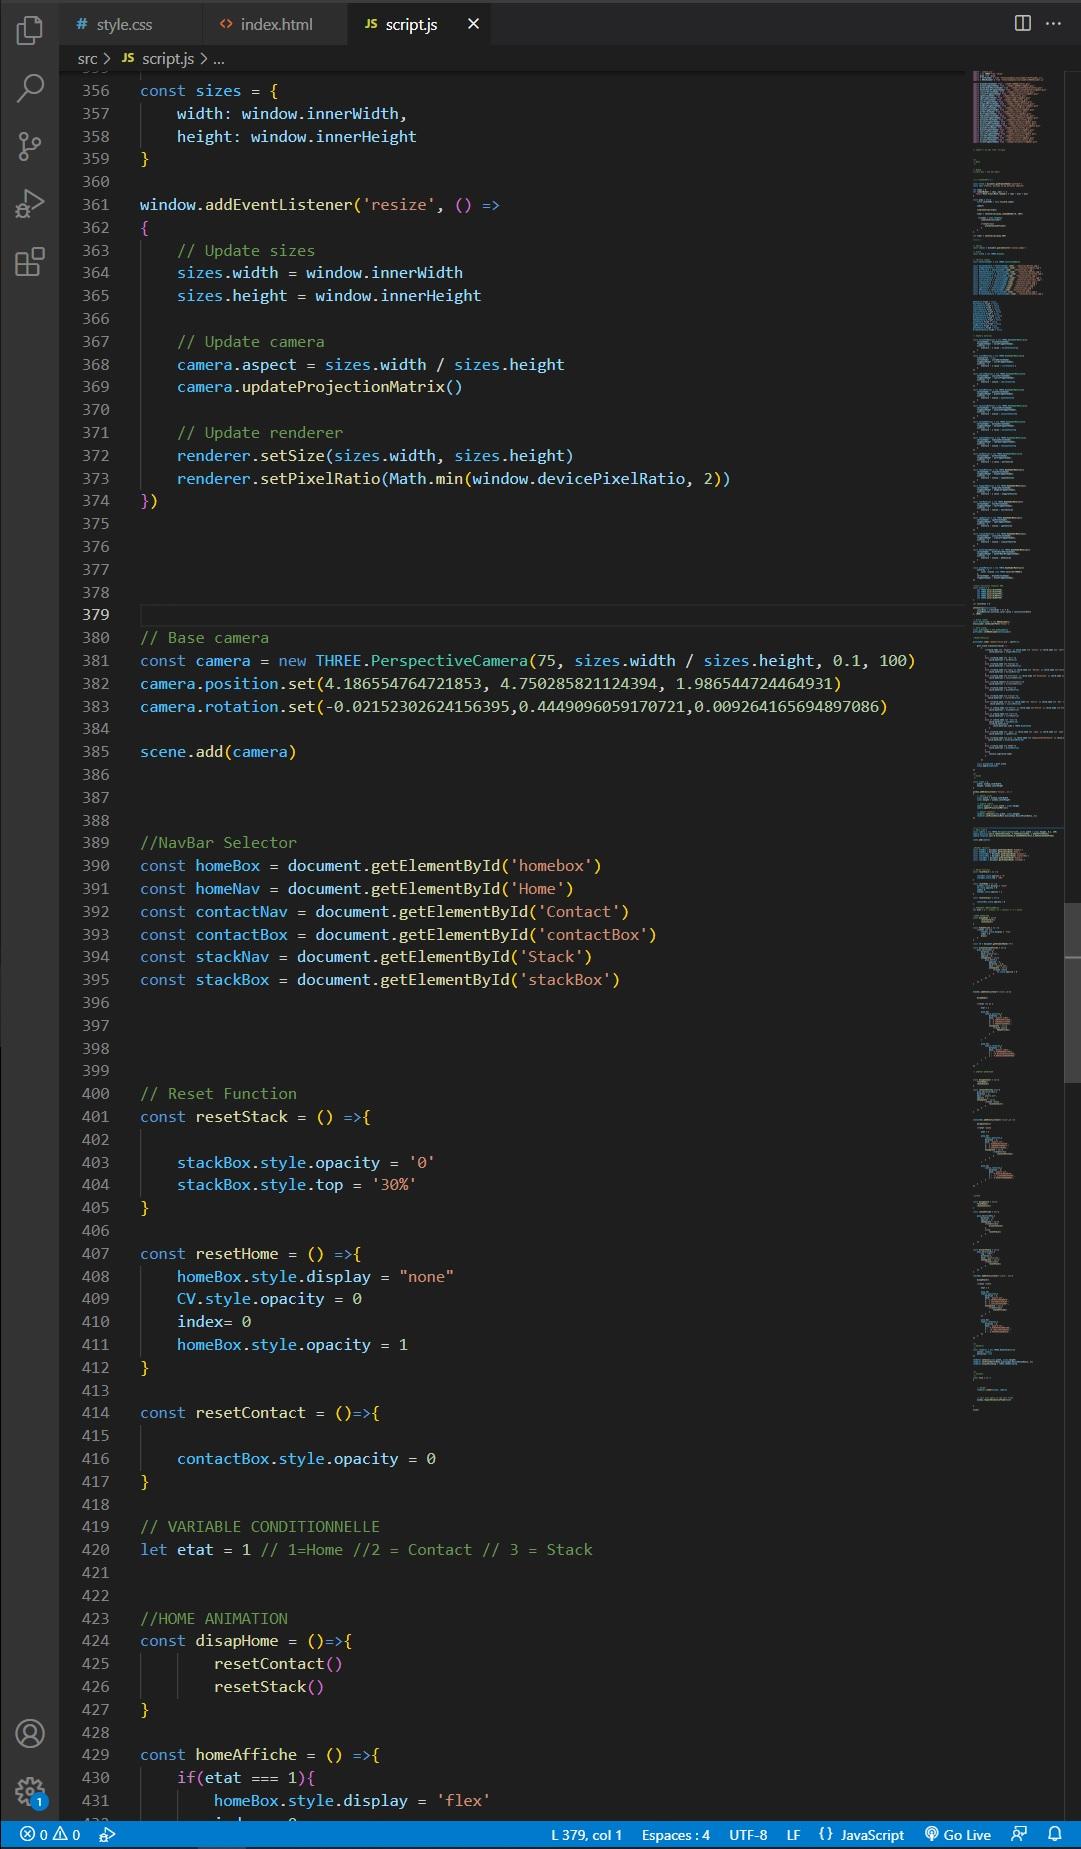 # style.css
<> index.html
JS script.js ×
src > JS script.js > ...
356 const sizes = {
357     width: window.innerWidth,
358     height: window.innerHeight
359 }
360
361 window.addEventListener('resize', () =>
362 {
363     // Update sizes
364     sizes.width = window.innerWidth
365     sizes.height = window.innerHeight
366
367     // Update camera
368     camera.aspect = sizes.width / sizes.height
369     camera.updateProjectionMatrix()
370
371     // Update renderer
372     renderer.setSize(sizes.width, sizes.height)
373     renderer.setPixelRatio(Math.min(window.devicePixelRatio, 2))
374 })
375
376
377
378
379
380 // Base camera
381 const camera = new THREE.PerspectiveCamera(75, sizes.width / sizes.height, 0.1, 100)
382 camera.position.set(4.186554764721853, 4.750285821124394, 1.986544724464931)
383 camera.rotation.set(-0.02152302624156395,0.4449096059170721,0.009264165694897086)
384
385 scene.add(camera)
386
387
388
389 //NavBar Selector
390 const homeBox = document.getElementById('homebox')
391 const homeNav = document.getElementById('Home')
392 const contactNav = document.getElementById('Contact')
393 const contactBox = document.getElementById('contactBox')
394 const stackNav = document.getElementById('Stack')
395 const stackBox = document.getElementById('stackBox')
396
397
398
399
400 // Reset Function
401 const resetStack = () =>{
402
403     stackBox.style.opacity = '0'
404     stackBox.style.top = '30%'
405 }
406
407 const resetHome = () =>{
408     homeBox.style.display = "none"
409     CV.style.opacity = 0
410     index= 0
411     homeBox.style.opacity = 1
412 }
413
414 const resetContact = ()=>{
415
416     contactBox.style.opacity = 0
417 }
418
419 // VARIABLE CONDITIONNELLE
420 let etat = 1 // 1=Home //2 = Contact // 3 = Stack
421
422
423 //HOME ANIMATION
424 const disapHome = ()=>{
425         resetContact()
426         resetStack()
427 }
428
429 const homeAffiche = () =>{
430     if(etat === 1){
431         homeBox.style.display = 'flex'
1
0 0 L 379, col 1 Espaces : 4 UTF-8 LF {} JavaScript Go Live